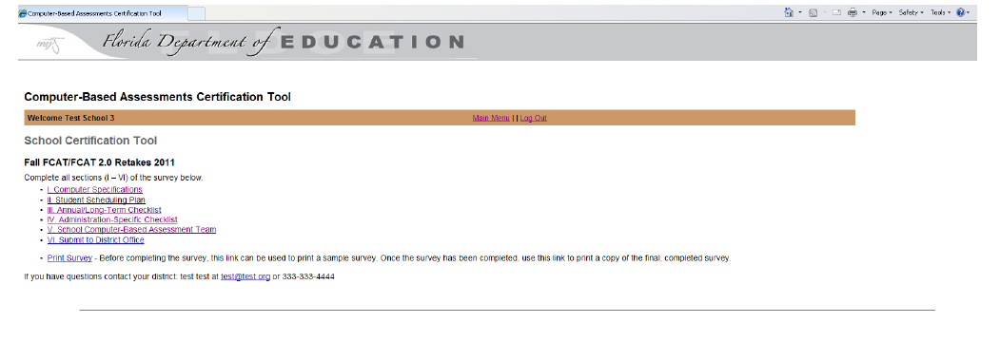 Computer-Based Assessments Certification Tool
Page Safety Tools
Florida Department of EDUCATION
Computer-Based Assessments Certification Tool
Welcome Test School 3 Main Menu | | Log Out
School Certification Tool
Fall FCAT/FCAT 2.0 Retakes 2011
Complete all sections (I – VI) of the survey below.
• I. Computer Specifications
• II. Student Scheduling Plan
• III. Annual/Long-Term Checklist
• IV. Administration-Specific Checklist
• V. School Computer-Based Assessment Team
• VI. Submit to District Office
• Print Survey - Before completing the survey, this link can be used to print a sample survey. Once the survey has been completed, use this link to print a copy of the final, completed survey.
If you have questions contact your district: test test at test@test.org or 333-333-4444